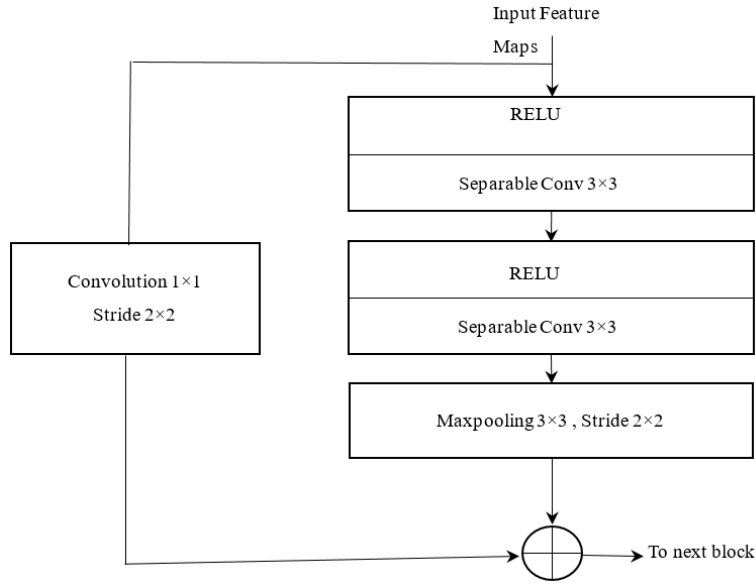 Input Feature
Maps
RELU
Separable Conv 3×3
Convolution 1×1
Stride 2×2
RELU
Separable Conv 3×3
Maxpooling 3×3 , Stride 2×2
To next block